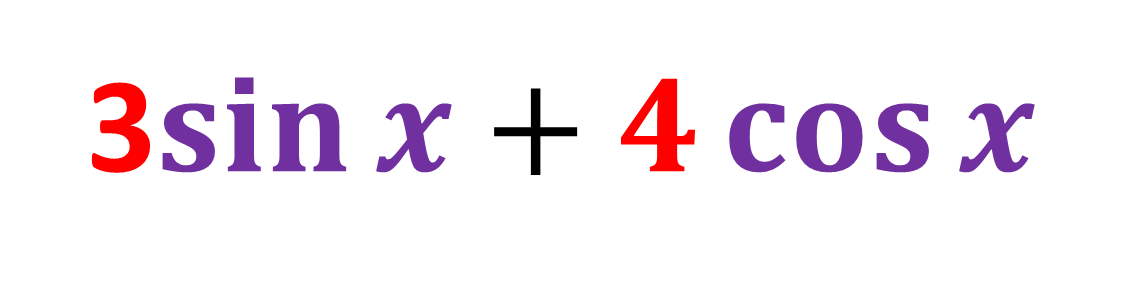 3sin x + 4 cos x